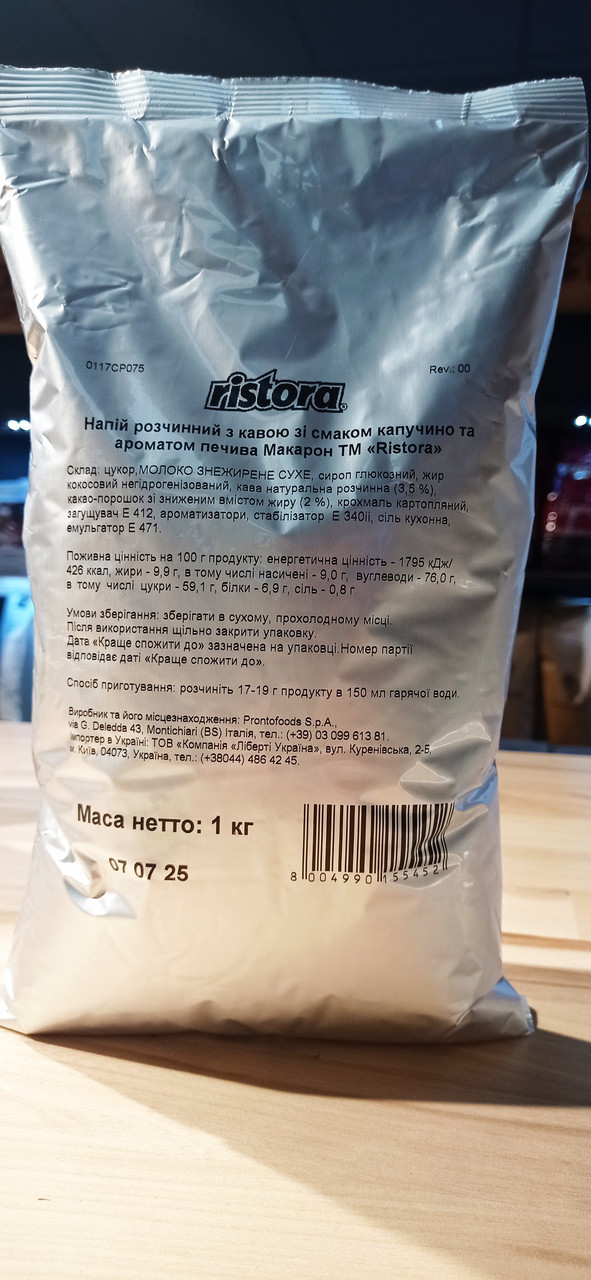 0117CP075
Rev.: 00
ristora®
Напій розчинний з кавою зі смаком капучино та
ароматом печива Макарон ТМ «Ristora»
Склад: цукор, МОЛОКО ЗНЕЖИРЕНЕ СУХЕ, сироп глюкозний, жир
кокосовий негідрогенізований, кава натуральна розчинна (3,5 %),
какао-порошок зі зниженим вмістом жиру (2 %), крохмаль картопляний,
загущувач Е 412, ароматизатори, стабілізатор Е 340іі, сіль кухонна,
емульгатор Е 471.
Поживна цінність на 100 г продукту: енергетична цінність - 1795 кДж/
426 ккал, жири - 9,9 г, в тому числі насичені - 9,0 г, вуглеводи - 76,0 г,
в тому числі цукри - 59,1 г, білки - 6,9 г, сіль - 0,8 г
Умови зберігання: зберігати в сухому, прохолодному місці.
Після використання щільно закрити упаковку.
Дата «Краще спожити до» зазначена на упаковці.Номер партії
відповідає даті «Краще спожити до».
Спосіб приготування: розчиніть 17-19 г продукту в 150 мл гарячої води.
Виробник та його місцезнаходження: Prontofoods S.p.A.,
via G. Deledda 43, Montichiari (BS) Італія, тел.: (+39) 03 099 613 81.
Імпортер в Україні: ТОВ «Компанія «Ліберті Україна», вул. Куренівська, 2-Б,
м. Київ, 04073, Україна, тел.: (+38044) 486 42 45.
Маса нетто: 1 кг
07 07 25
8 004990 155452